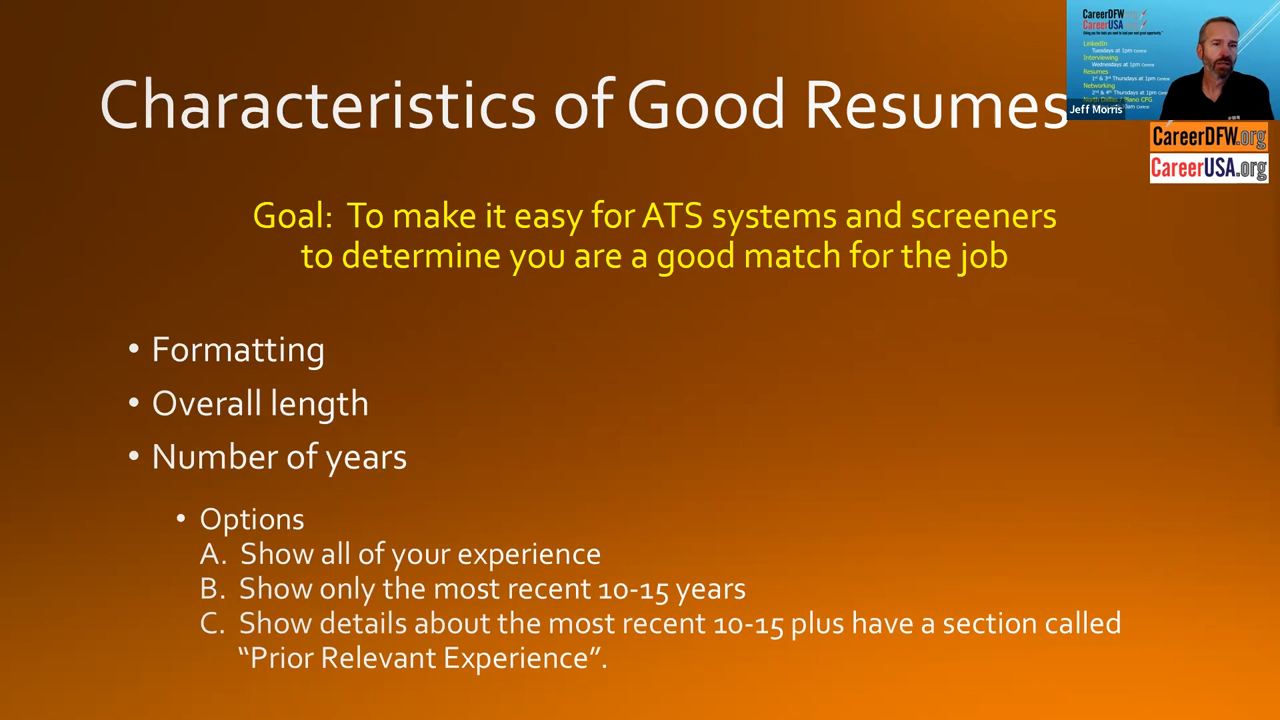 Characteristics of Good Resumes
Goal: To make it easy for ATS systems and screeners
to determine you are a good match for the job
• Formatting
• Overall length
• Number of years
• Options
A. Show all of your experience
B. Show only the most recent 10-15 years
C. Show details about the most recent 10-15 plus have a section called
“Prior Relevant Experience”.
CareerDFW.org
CareerUSA.org
LinkedIn
Tuesdays at 1pm Central
Interviewing
Wednesdays at 1pm Central
Resumes
1st & 3rd Thursdays at 1pm Central
Networking
2nd & 4th Thursdays at 1pm
Jeff Morris
CareerDFW.org
CareerUSA.org